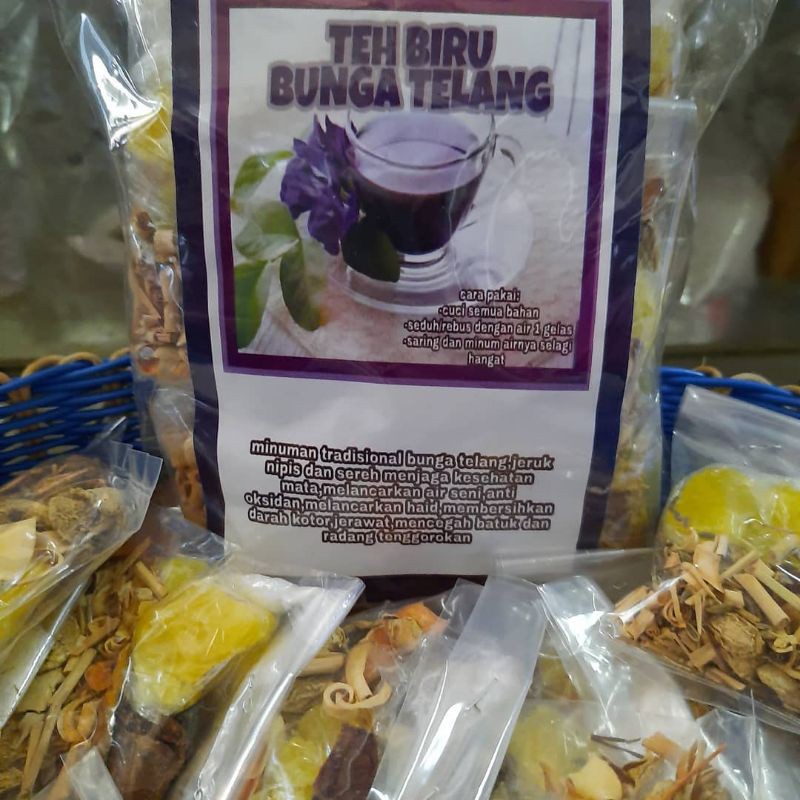 TEH BIRU
BUNGA TELANG
cara pakai:
-cuci semua bahan
-seduh/rebus dengan air 1 gelas
-saring dan minum airnya selagi
hangat
minuman tradisional bunga telang,jeruk
nipis dan sereh menjaga kesehatan
mata,melancarkan air seni,anti
oksidan,melancarkan haid,membersihkan
darah kotor,jerawat,mencegah batuk dan
radang tenggorokan